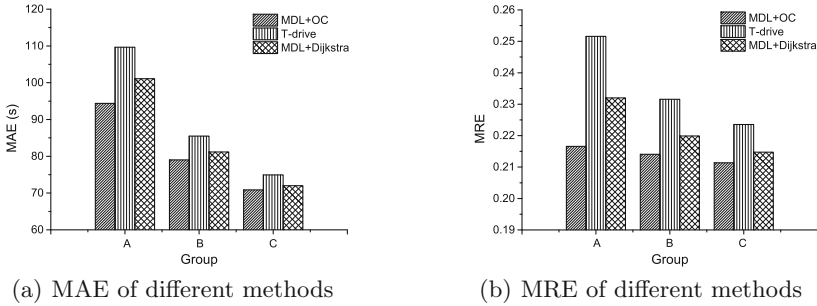 120
110
100
90
80
70
60
MAE (s)
MDL+OC
T-drive
MDL+Dijkstra
A B C
Group
(a) MAE of different methods
0.26
0.25
0.24
0.23
0.22
0.21
0.20
0.19
MRE
MDL+OC
T-drive
MDL+Dijkstra
A B C
Group
(b) MRE of different methods